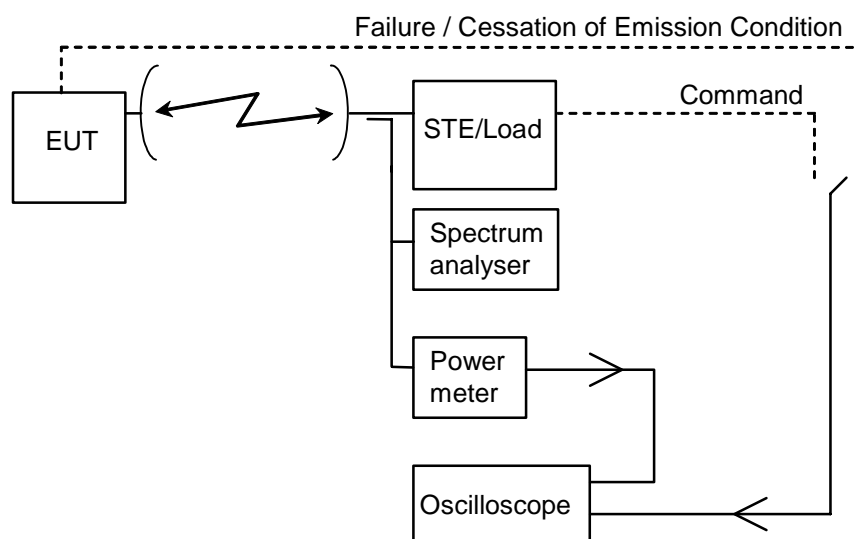 Failure / Cessation of Emission Condition
EUT
STE/Load
Command
Spectrum
analyser
Power
meter
Oscilloscope